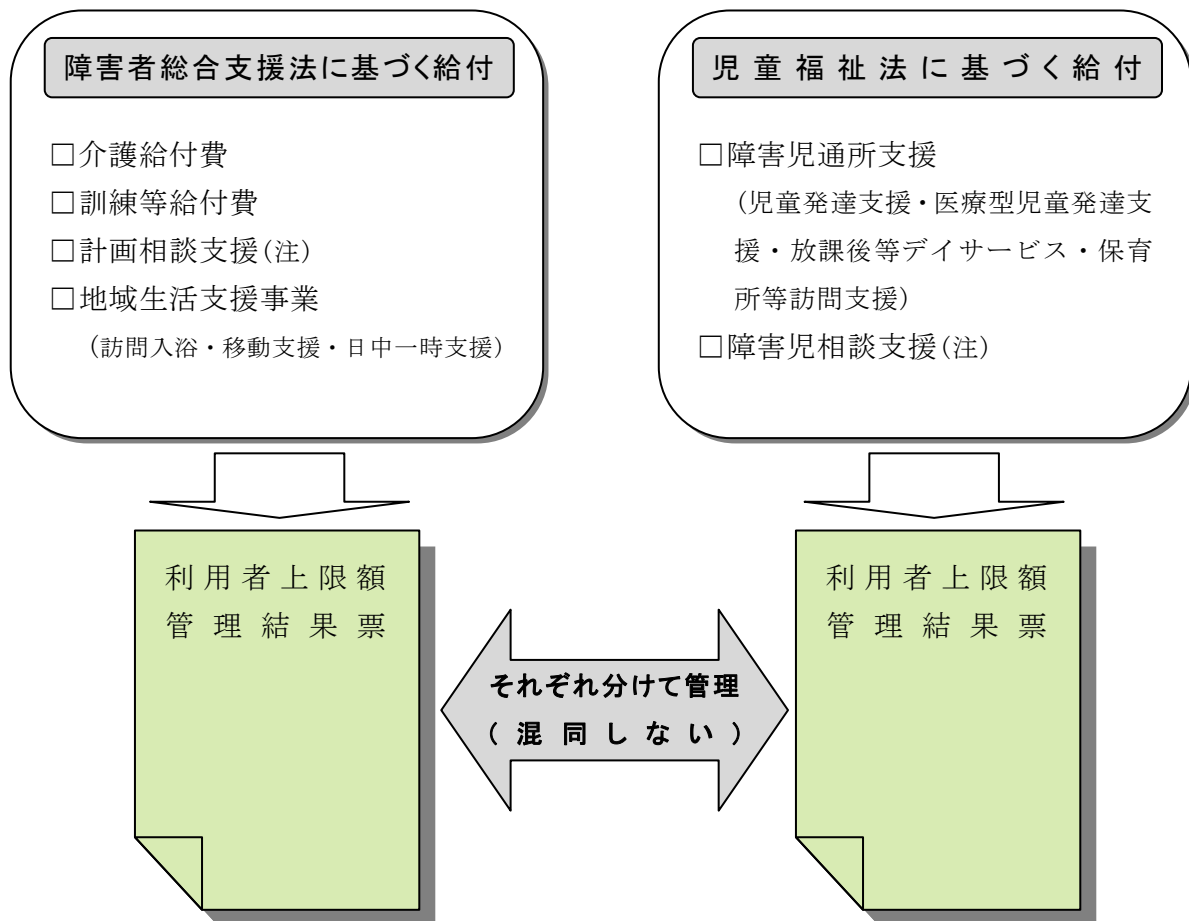 障害者総合支援法に基づく給付
□介護給付費
□訓練等給付費
□計画相談支援(注)
□地域生活支援事業
(訪問入浴・移動支援・日中一時支援)
児童福祉法に基づく給付
□障害児通所支援
(児童発達支援・医療型児童発達支
援・放課後等デイサービス・保育
所等訪問支援)
□障害児相談支援(注)
利用者上限額
管理結果票
それぞれ分けて管理
(混同しない)
利用者上限額
管理結果票